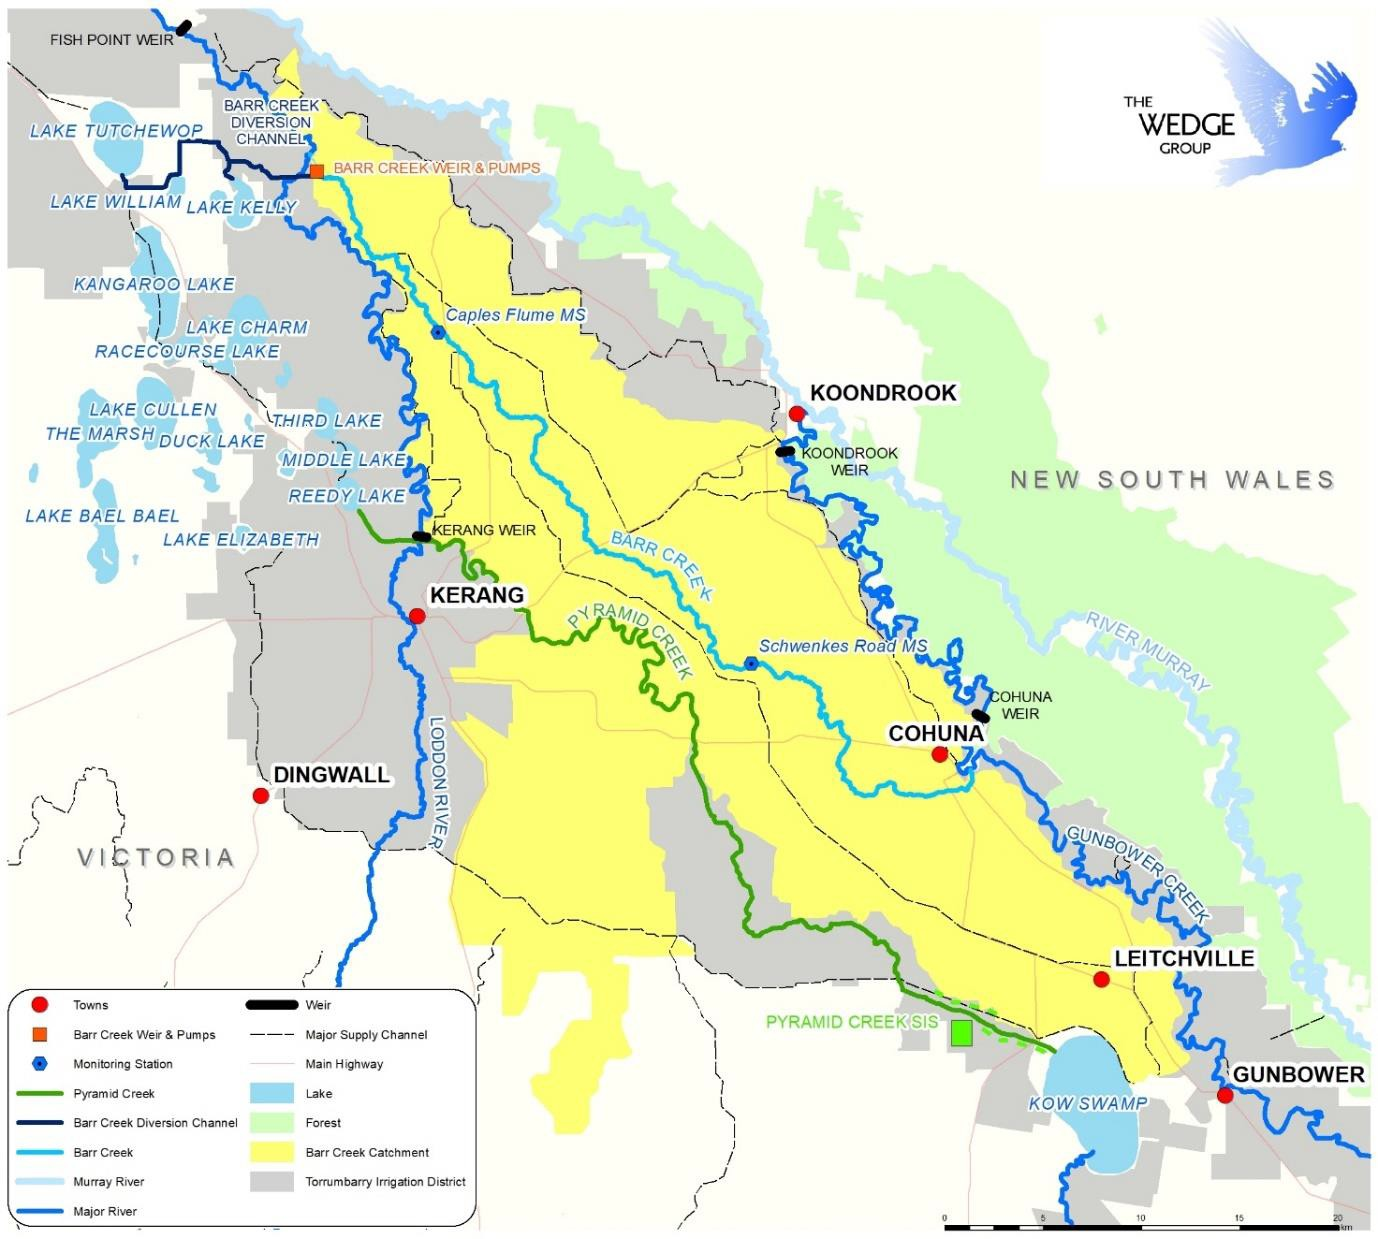 FISH POINT WEIR
THE
WEDGE
GROUP
BARR CREEK
DIVERSION
CHANNEL
LAKE TUTCHEWOP
BARR CREEK WEIR & PUMPS
LAKE WILLIAM
LAKE KELLY
KANGAROO LAKE
Caples Flume MS
LAKE CHARM
RACECOURSE LAKE
KOONDROOK
LAKE CULLEN
THIRD LAKE
THE MARSH
DUCK LAKE
KOONDROOK
WEIR
MIDDLE LAKE
NEW SOUTH WALES
REEDY LAKE
LAKE BAEL BAEL
KERANG WEIR
LAKE ELIZABETH
BARR CREEK
KERANG
PYRAMID CREEK
RIVER MURRAY
Schwenkes Road MS
COHUNA
WEIR
COHUNA
LODDON RIVER
DINGWALL
VICTORIA
GUNBOWER CREEK
LEITCHVILLE
PYRAMID CREEK SIS
GUNBOWER
KOW SWAMP
Towns
Weir
Barr Creek Weir & Pumps
Major Supply Channel
Monitoring Station
Main Highway
Pyramid Creek
Lake
Barr Creek Diversion Channel
Forest
Barr Creek
Barr Creek Catchment
Murray River
Torrumbarry Irrigation District
Major River
0 5 10 15 20
km